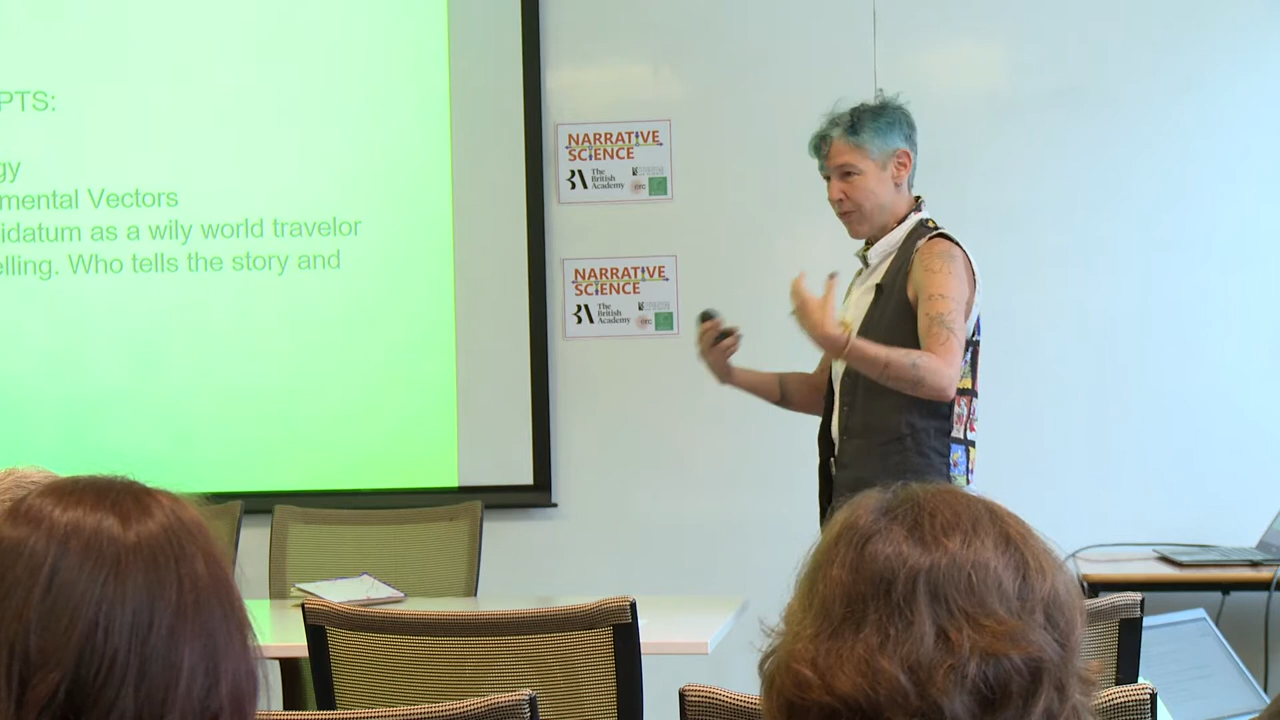 PTS:
gy
mental Vectors
idatum as a wily world travelor
elling. Who tells the story and
NARRATIVE
SCIENCE
The
British
Academy
erc
NARRATIVE
SCIENCE
The
British
Academy
erc